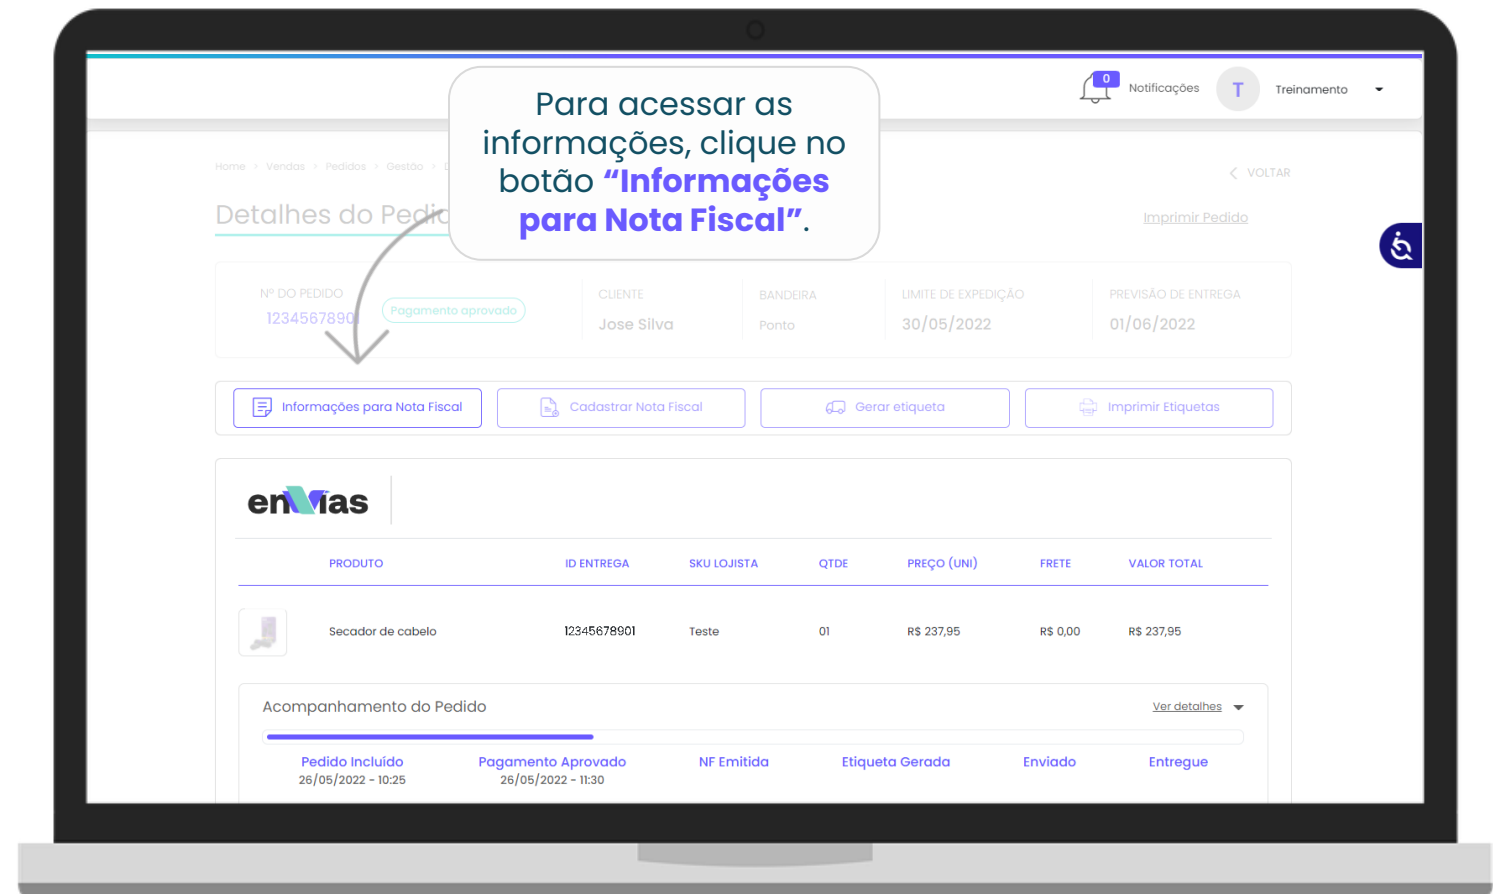 0
Notificações
T
Treinamento
Para acessar as
informações, clique no
botão “Informações
para Nota Fiscal”.
Home > Vendas > Pedidos > Gestão >
VOLTAR
Detalhes do
Imprimir Pedido
Nº DO PEDIDO
12345678901
Pagamento aprovado
CLIENTE
Jose Silva
BANDEIRA
Ponto
LIMITE DE EXPEDIÇÃO
30/05/2022
PREVISÃO DE ENTREGA
01/06/2022
Informações para Nota Fiscal
Cadastrar Nota Fiscal
Gerar etiqueta
Imprimir Etiquetas
envvias
PRODUTO ID ENTREGA SKU LOJISTA QTDE PREÇO (UNI) FRETE VALOR TOTAL
Secador de cabelo 12345678901 Teste 01 R$ 237,95 R$ 0,00 R$ 237,95
Acompanhamento do Pedido
Ver detalhes
Pedido Incluído Pagamento Aprovado NF Emitida Etiqueta Gerada Enviado Entregue
26/05/2022 - 10:25 26/05/2022 - 11:30